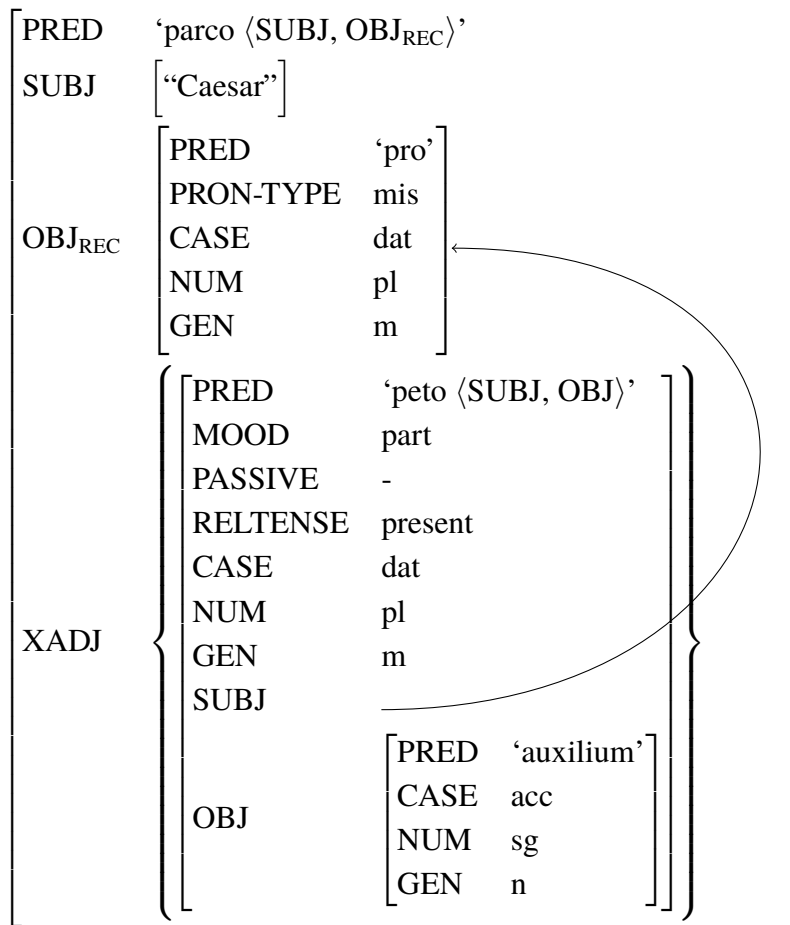 PRED ‘parco ⟨SUBJ, OBJREC⟩’
SUBJ [“Caesar”]
PRED ‘pro’
PRON-TYPE mis
OBJREC CASE dat
NUM pl
GEN m
PRED ‘peto ⟨SUBJ, OBJ⟩’
MOOD part
PASSIVE -
RELTENSE present
CASE dat
NUM pl
XADJ GEN m
SUBJ
PRED ‘auxilium’
CASE acc
OBJ NUM sg
GEN n